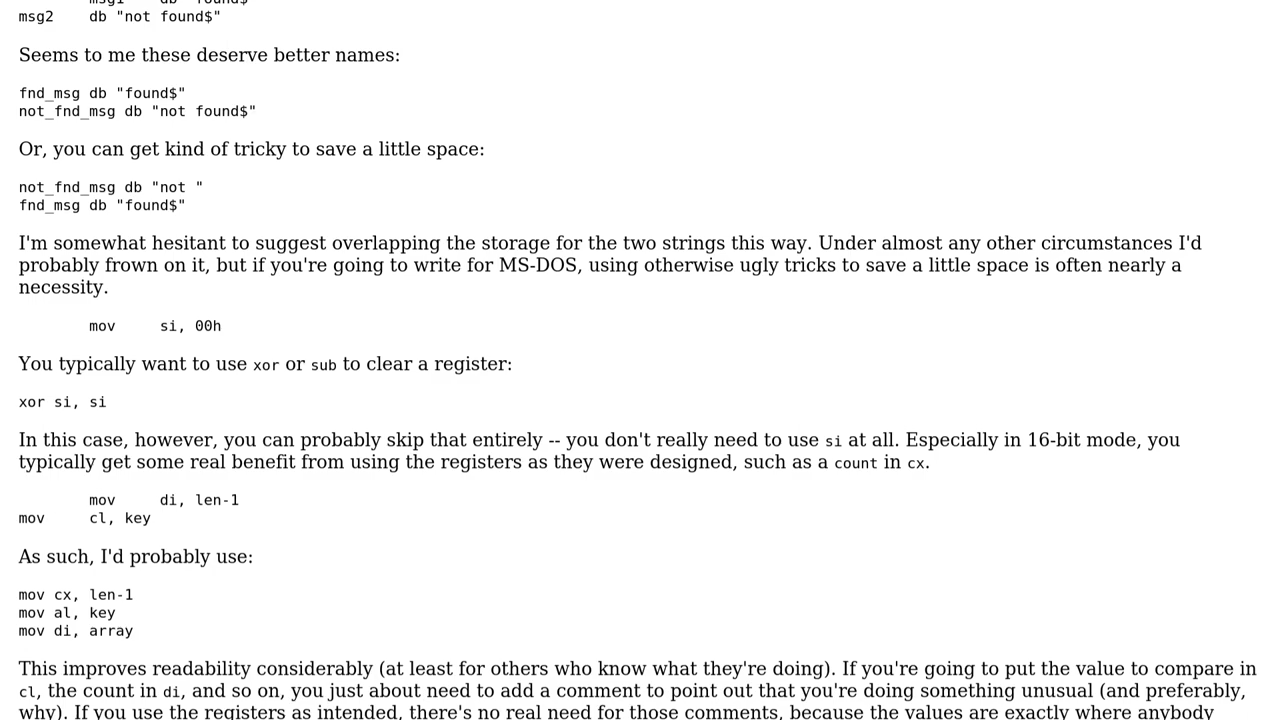 msg1    db "found$"
msg2    db "not found$"
Seems to me these deserve better names:
fnd_msg db "found$"
not_fnd_msg db "not found$"
Or, you can get kind of tricky to save a little space:
not_fnd_msg db "not "
fnd_msg db "found$"
I'm somewhat hesitant to suggest overlapping the storage for the two strings this way. Under almost any other circumstances I'd
probably frown on it, but if you're going to write for MS-DOS, using otherwise ugly tricks to save a little space is often nearly a
necessity.
mov     si, 00h
You typically want to use xor or sub to clear a register:
xor si, si
In this case, however, you can probably skip that entirely -- you don't really need to use si at all. Especially in 16-bit mode, you
typically get some real benefit from using the registers as they were designed, such as a count in cx.
mov     di, len-1
mov     cl, key
As such, I'd probably use:
mov cx, len-1
mov al, key
mov di, array
This improves readability considerably (at least for others who know what they're doing). If you're going to put the value to compare in
cl, the count in di, and so on, you just about need to add a comment to point out that you're doing something unusual (and preferably,
why). If you use the registers as intended, there's no real need for those comments, because the values are exactly where anybody